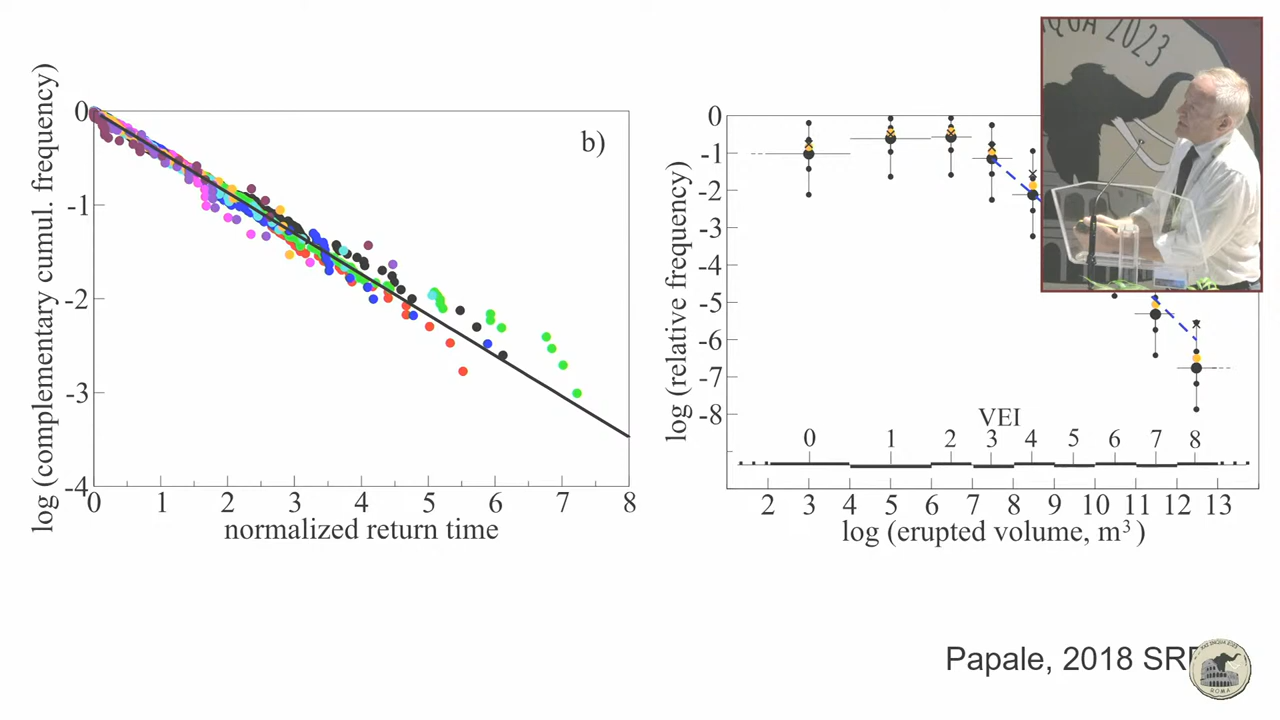 b)
log (complementary cumul. frequency)
0
-1
-2
-3
-4
0 1 2 3 4 5 6 7 8
normalized return time
log (relative frequency)
0
-1
-2
-3
-4
-5
-6
-7
-8
VEI
0 1 2 3 4 5 6 7 8
2 3 4 5 6 7 8 9 10 11 12 13
log (erupted volume, m³)
2023
Papale, 2018
ROMA